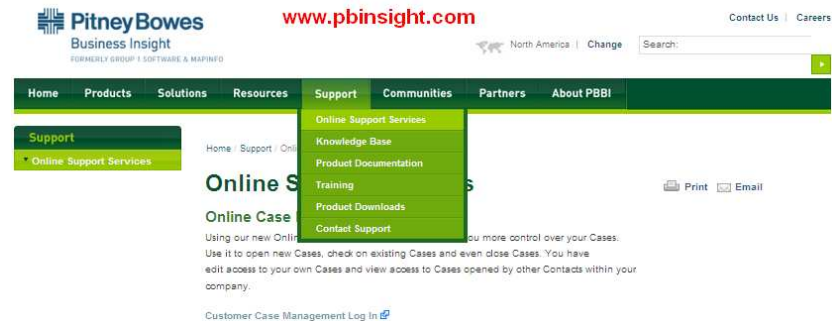 Pitney Bowes
Business Insight
FORMERLY GROUP 1 SOFTWARE & MAPINFO
www.pbinsight.com
Contact Us | Careers
North America | Change
Search:
Home Products Solutions Resources Support Communities Partners About PBBI
Support
Online Support Services
Online Support Services
Knowledge Base
Product Documentation
Training
Product Downloads
Contact Support
Home / Support / Onli
Online S s
Print Email
Online Case
Using our new Onlin ou more control over your Cases.
Use it to open new Cases, check on existing Cases and even close Cases. You have
edit access to your own Cases and view access to Cases opened by other Contacts within your
company.
Customer Case Management Log In